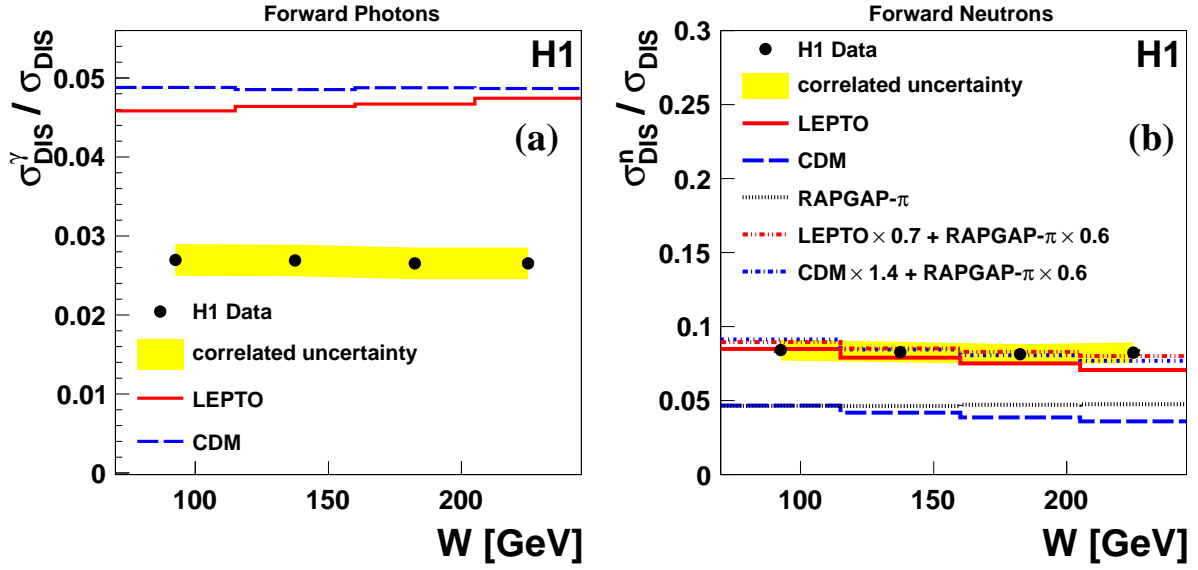 Forward Photons
σ^γ_DIS / σ_DIS
0.05
0.04
0.03
0.02
0.01
0
H1
(a)
H1 Data
correlated uncertainty
LEPTO
CDM
100
150
200
W [GeV]
Forward Neutrons
σ^n_DIS / σ_DIS
0.3
0.25
0.2
0.15
0.1
0.05
0
H1
(b)
H1 Data
correlated uncertainty
LEPTO
CDM
RAPGAP-π
LEPTO × 0.7 + RAPGAP-π × 0.6
CDM × 1.4 + RAPGAP-π × 0.6
100
150
200
W [GeV]